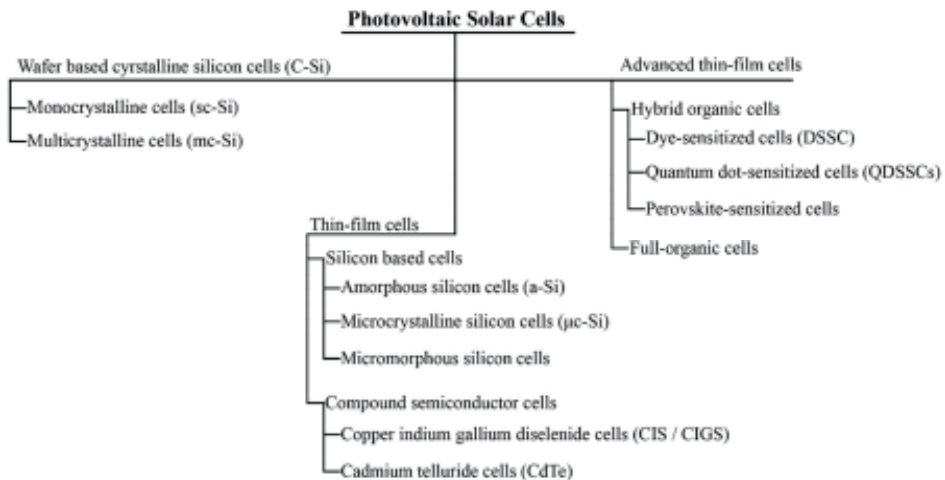 Photovoltaic Solar Cells
Wafer based cyrstalline silicon cells (C-Si)
Monocrystalline cells (sc-Si)
Multicrystalline cells (mc-Si)
Thin-film cells
Silicon based cells
Amorphous silicon cells (a-Si)
Microcrystalline silicon cells (μc-Si)
Micromorphous silicon cells
Compound semiconductor cells
Copper indium gallium diselenide cells (CIS / CIGS)
Cadmium telluride cells (CdTe)
Advanced thin-film cells
Hybrid organic cells
Dye-sensitized cells (DSSC)
Quantum dot-sensitized cells (QDSSCs)
Perovskite-sensitized cells
Full-organic cells